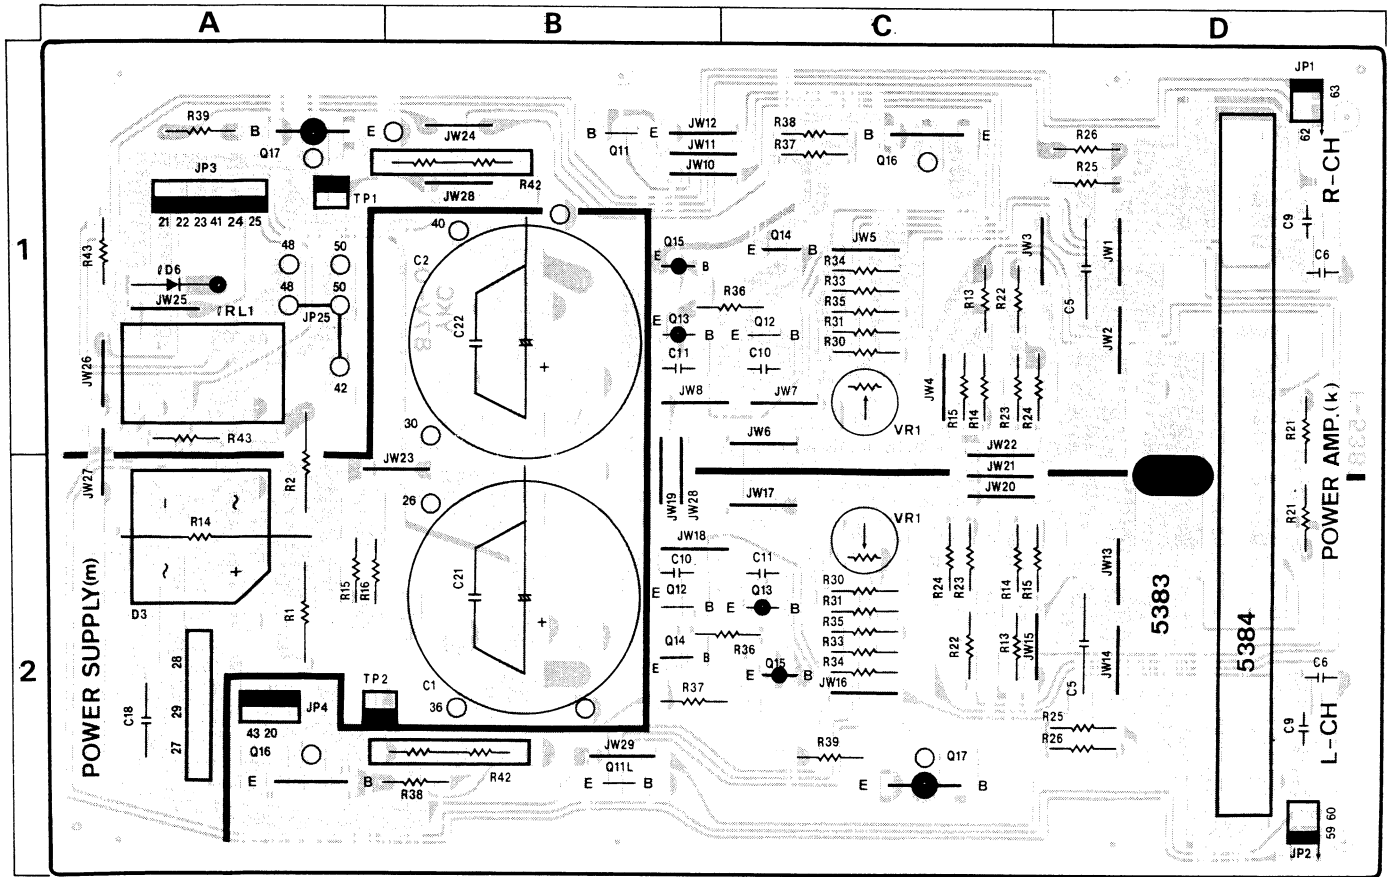 A B C D
JP1
63
62
R-CH
R39 B E
Q17
JW24
B E
Q11
JW12
JW11
JW10
R38
R37
B E
Q16
R26
R25
JP3
21 22 23 41 24 25
TP1
R42
JW28
1
R43
48 50
ℓD6
48 50
JW25
JP25
ℓRL1
JW26
42
R43
40
C2
C22
+
30
Q15
E B
Q14
E B
R36
Q13
E B
Q12
E B
C11
C10
JW8
JW7
JW6
JW5
R34
R33
R35
R31
R30
VR1
JW3
R13
R22
C5
JW1
JW2
JW4
R15
R14
R23
R24
C9
C6
JW22
JW21
JW20
R21
R21
POWER AMP.(k)
JW27
R2
JW23
26
JW19
JW28
JW17
JW18
R14
+
D3
R15
R16
R1
C21
+
C1
36
C10
C11
Q12
E B
Q13
E B
Q14
E B
R36
Q15
E B
R37
VR1
R30
R31
R35
R33
R34
JW16
R24
R23
R14
R15
R22
R13
JW15
JW13
JW14
C5
5383
5384
2
POWER SUPPLY(m)
C18
28
29
27
TP2
JP4
43 20
Q16
E B
R38
R42
JW29
Q11L
E B
R39
Q17
E B
R25
R26
C6
C9
L-CH
59 60
JP2